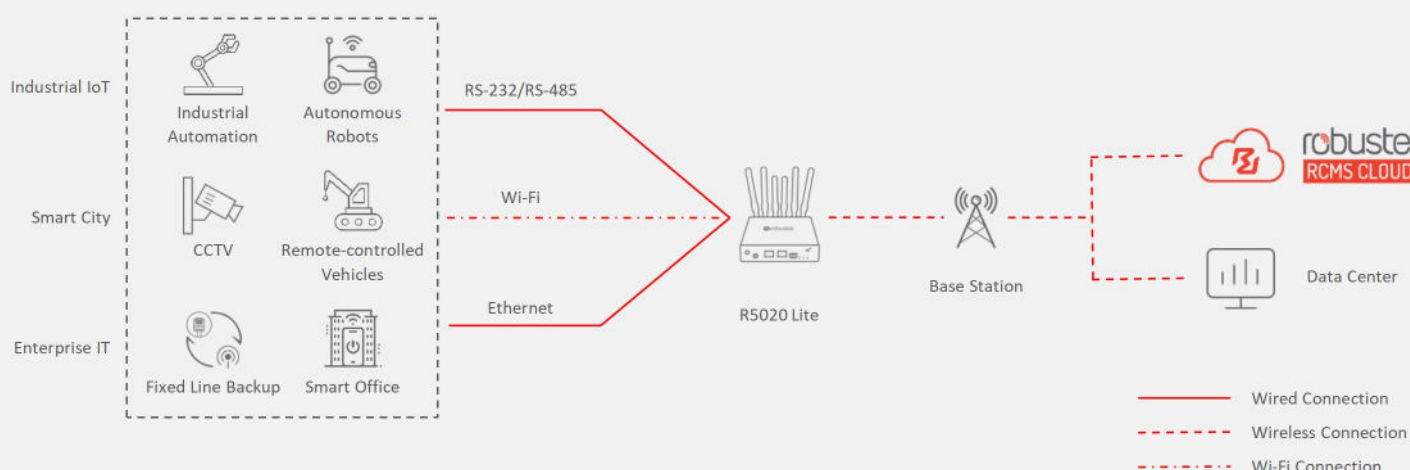 Industrial IoT
Industrial
Automation
Autonomous
Robots
RS-232/RS-485
Smart City
CCTV
Remote-controlled
Vehicles
Wi-Fi
Enterprise IT
Fixed Line Backup
Smart Office
Ethernet
R5020 Lite
Base Station
robuste
RCMS CLOUD
Data Center
Wired Connection
Wireless Connection
Wi-Fi Connection